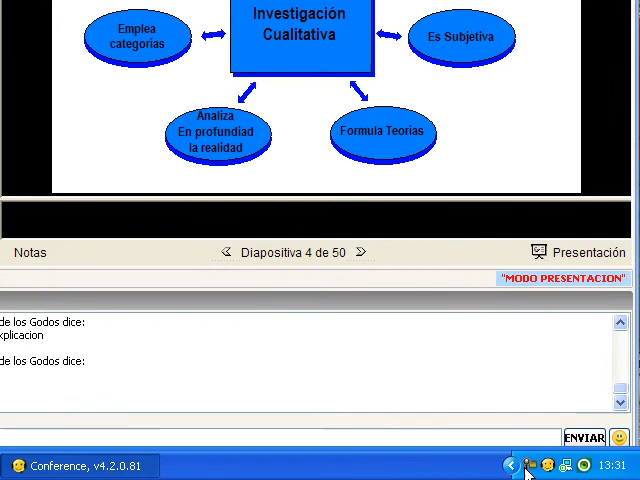 Investigación
Cualitativa
Emplea
categorías
Es Subjetiva
Analiza
En profundiad
la realidad
Formula Teorías
Notas
Diapositiva 4 de 50
Presentación
"MODO PRESENTACION"
de los Godos dice:
xplicacion
de los Godos dice:
ENVIAR
Conference, v4.2.0.81
13:31